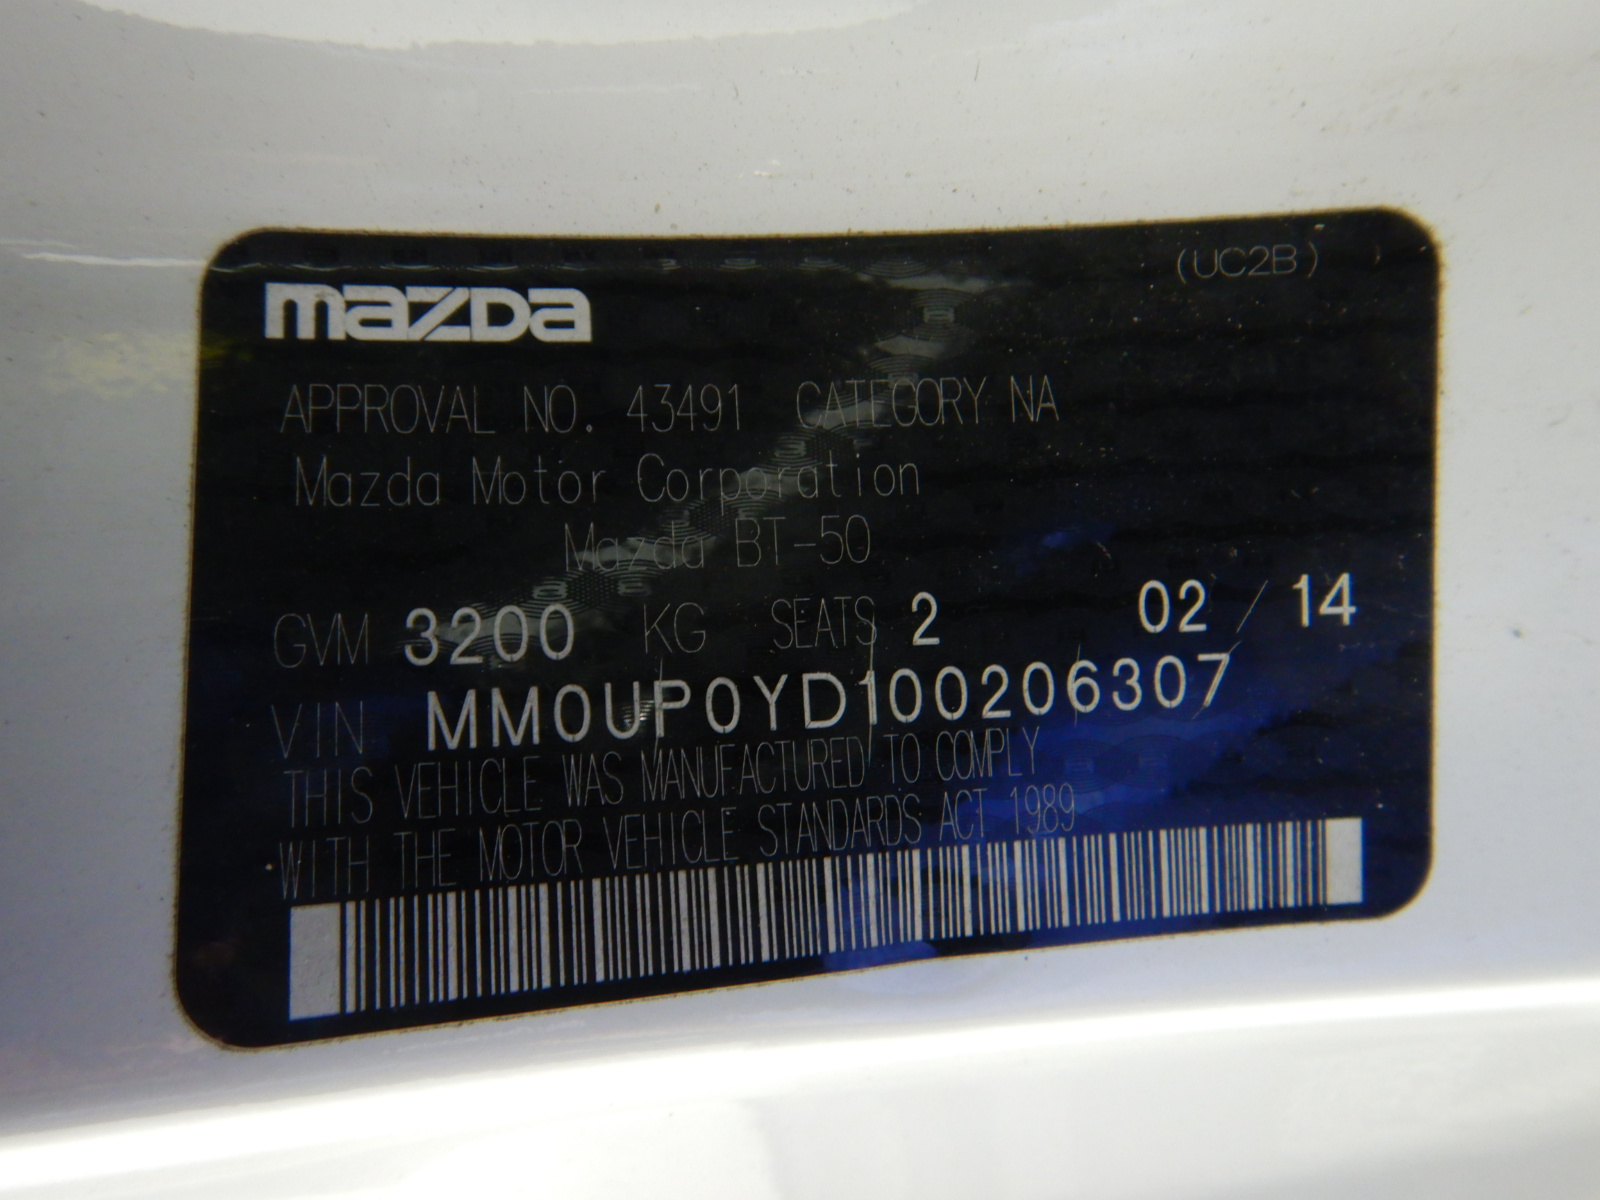 (UC2B)
mazda
APPROVAL NO. 43491 CATEGORY NA
Mazda Motor Corporation
Mazda BT-50
GVM 3200 KG SEATS 2 02 / 14
VIN MM0UP0YD100206307
THIS VEHICLE WAS MANUFACTURED TO COMPLY
WITH THE MOTOR VEHICLE STANDARDS ACT 1989